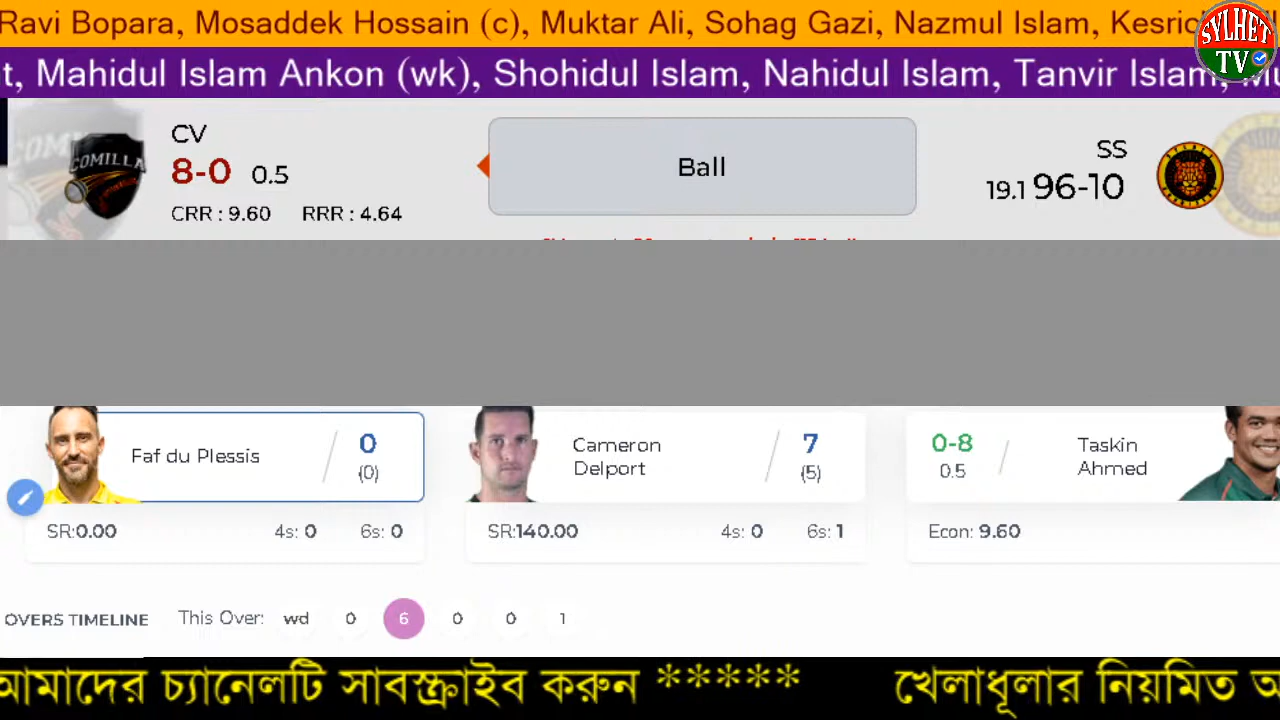 Ravi Bopara, Mosaddek Hossain (c), Muktar Ali, Sohag Gazi, Nazmul Islam,
SYLHET
TV
t, Mahidul Islam Ankon (wk), Shohidul Islam, Nahidul Islam, Tanvir Islam,
COMILLA
CV
8-0 0.5
CRR : 9.60 RRR : 4.64
Ball
SS
19.1 96-10
Faf du Plessis
0
(0)
Cameron
Delport
7
(5)
0-8
0.5
Taskin
Ahmed
SR:0.00 4s: 0 6s: 0
SR:140.00 4s: 0 6s: 1
Econ: 9.60
OVERS TIMELINE This Over: wd 0 6 0 0 1
আমাদের চ্যানেলটি সাবস্ক্রাইব করুন ***** খেলাধূলার নিয়মিত